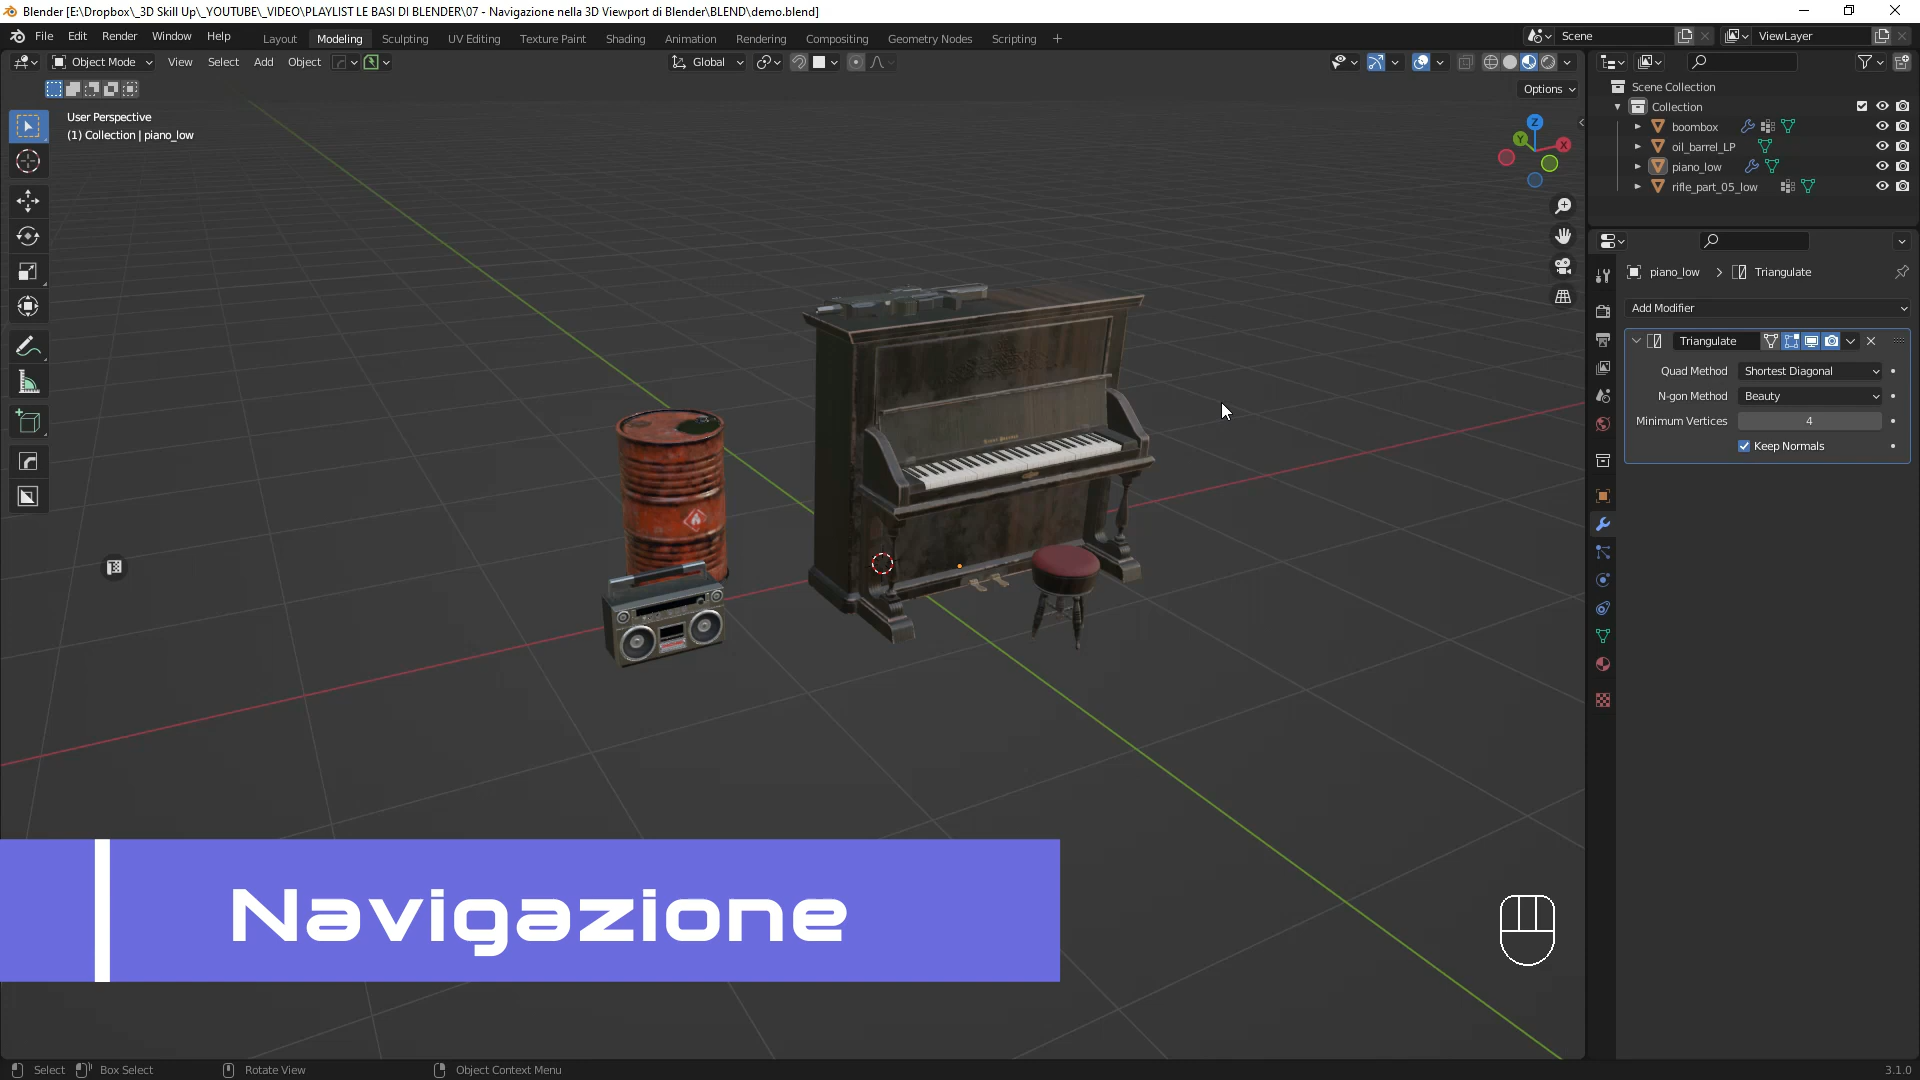 Blender [E:\Dropbox\_3D Skill Up\_YOUTUBE\_VIDEO\PLAYLIST LE BASI DI BLENDER\07 - Navigazione nella 3D Viewport di Blender\BLEND\demo.blend]
File Edit Render Window Help Layout Modeling Sculpting UV Editing Texture Paint Shading Animation Rendering Compositing Geometry Nodes Scripting + Scene ViewLayer
Object Mode View Select Add Object Global
Options
User Perspective
(1) Collection | piano_low
Z
Y
X
Scene Collection
Collection
boombox
oil_barrel_LP
piano_low
rifle_part_05_low
piano_low > Triangulate
Add Modifier
Triangulate
Quad Method Shortest Diagonal
N-gon Method Beauty
Minimum Vertices 4
Keep Normals
Navigazione
Select Box Select Rotate View Object Context Menu 3.1.0